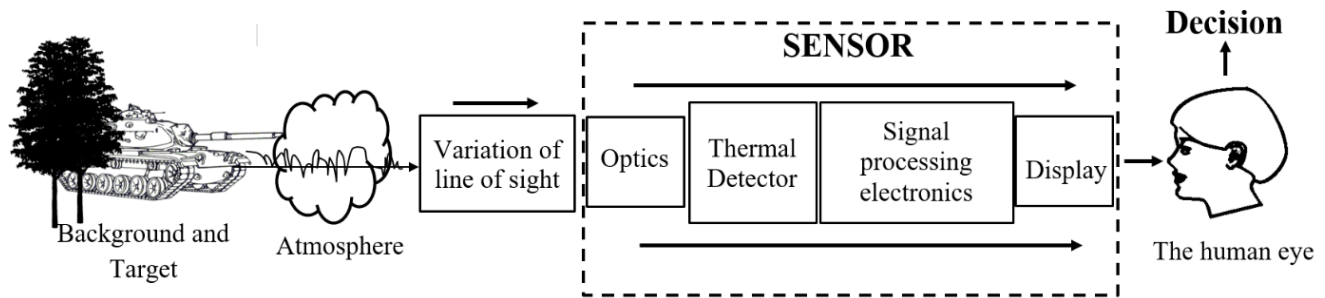 SENSOR
Decision
Variation of
line of sight
Optics
Thermal
Detector
Signal
processing
electronics
Display
Background and
Target
Atmosphere
The human eye